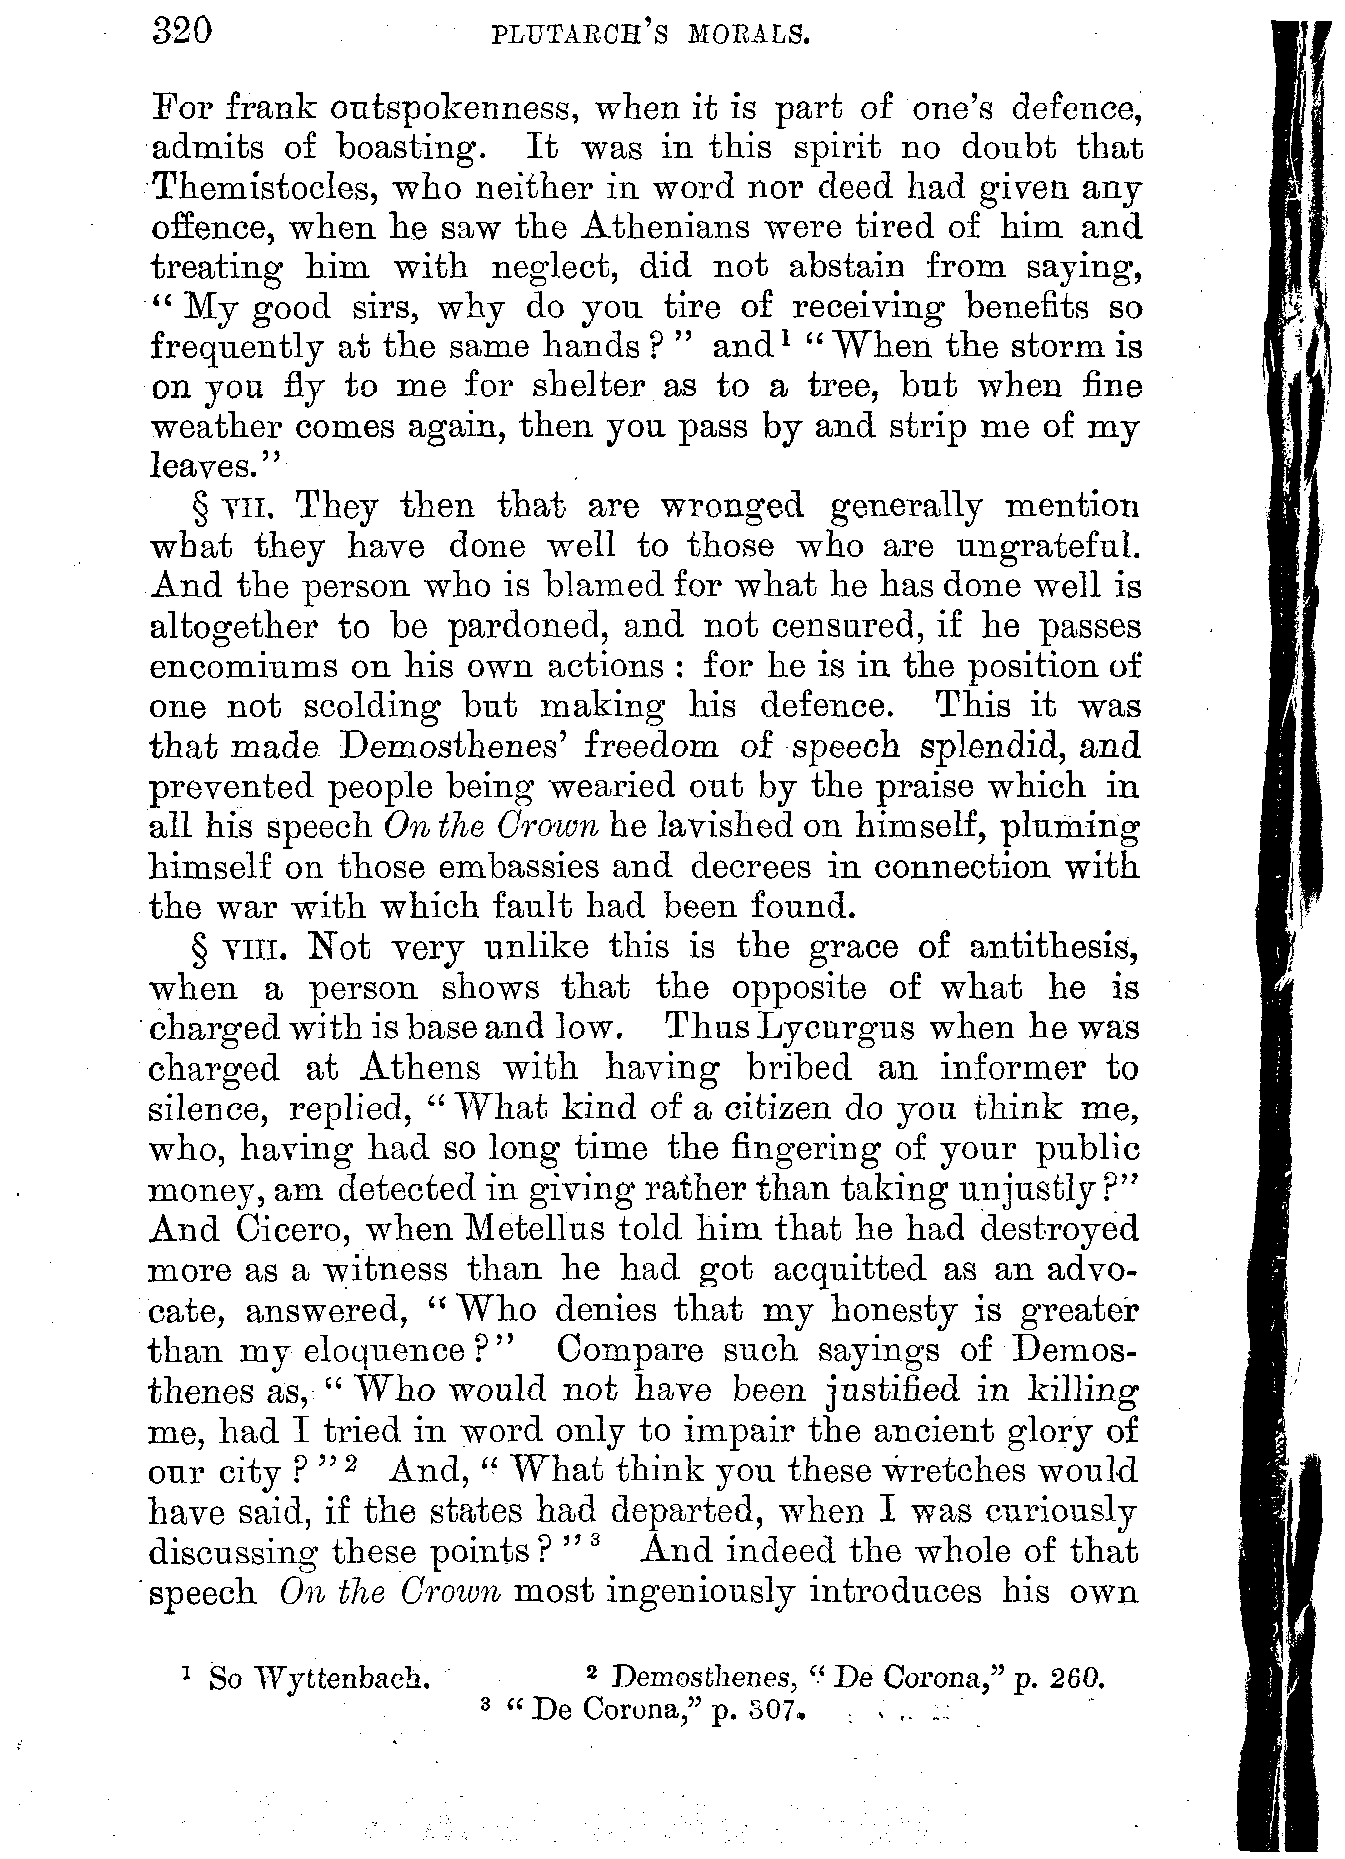 320 PLUTARCH'S MORALS.
For frank outspokenness, when it is part of one's defence,
admits of boasting. It was in this spirit no doubt that
Themistocles, who neither in word nor deed had given any
offence, when he saw the Athenians were tired of him and
treating him with neglect, did not abstain from saying,
“ My good sirs, why do you tire of receiving benefits so
frequently at the same hands ? ” and¹ “ When the storm is
on you fly to me for shelter as to a tree, but when fine
weather comes again, then you pass by and strip me of my
leaves.”
§ VII. They then that are wronged generally mention
what they have done well to those who are ungrateful.
And the person who is blamed for what he has done well is
altogether to be pardoned, and not censured, if he passes
encomiums on his own actions : for he is in the position of
one not scolding but making his defence. This it was
that made Demosthenes' freedom of speech splendid, and
prevented people being wearied out by the praise which in
all his speech On the Crown he lavished on himself, pluming
himself on those embassies and decrees in connection with
the war with which fault had been found.
§ VIII. Not very unlike this is the grace of antithesis,
when a person shows that the opposite of what he is
charged with is base and low. Thus Lycurgus when he was
charged at Athens with having bribed an informer to
silence, replied, “ What kind of a citizen do you think me,
who, having had so long time the fingering of your public
money, am detected in giving rather than taking unjustly ?”
And Cicero, when Metellus told him that he had destroyed
more as a witness than he had got acquitted as an advo-
cate, answered, “ Who denies that my honesty is greater
than my eloquence ?” Compare such sayings of Demos-
thenes as, “ Who would not have been justified in killing
me, had I tried in word only to impair the ancient glory of
our city ? ”² And, “ What think you these wretches would
have said, if the states had departed, when I was curiously
discussing these points ? ”³ And indeed the whole of that
speech On the Crown most ingeniously introduces his own
¹ So Wyttenbach. ² Demosthenes, “ De Corona,” p. 260.
³ “ De Corona,” p. 307.